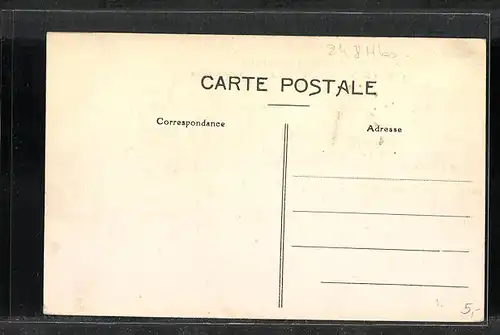 CARTE POSTALE
Correspondance
Adresse
5,-